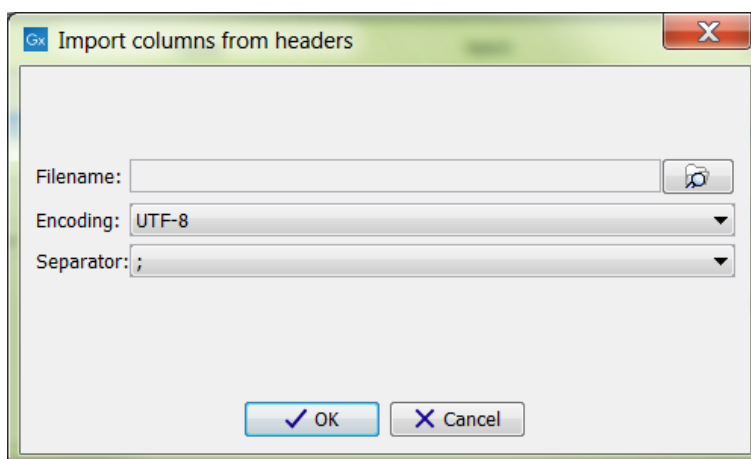 Gx Import columns from headers
Filename:
Encoding: UTF-8
Separator: ;
OK Cancel